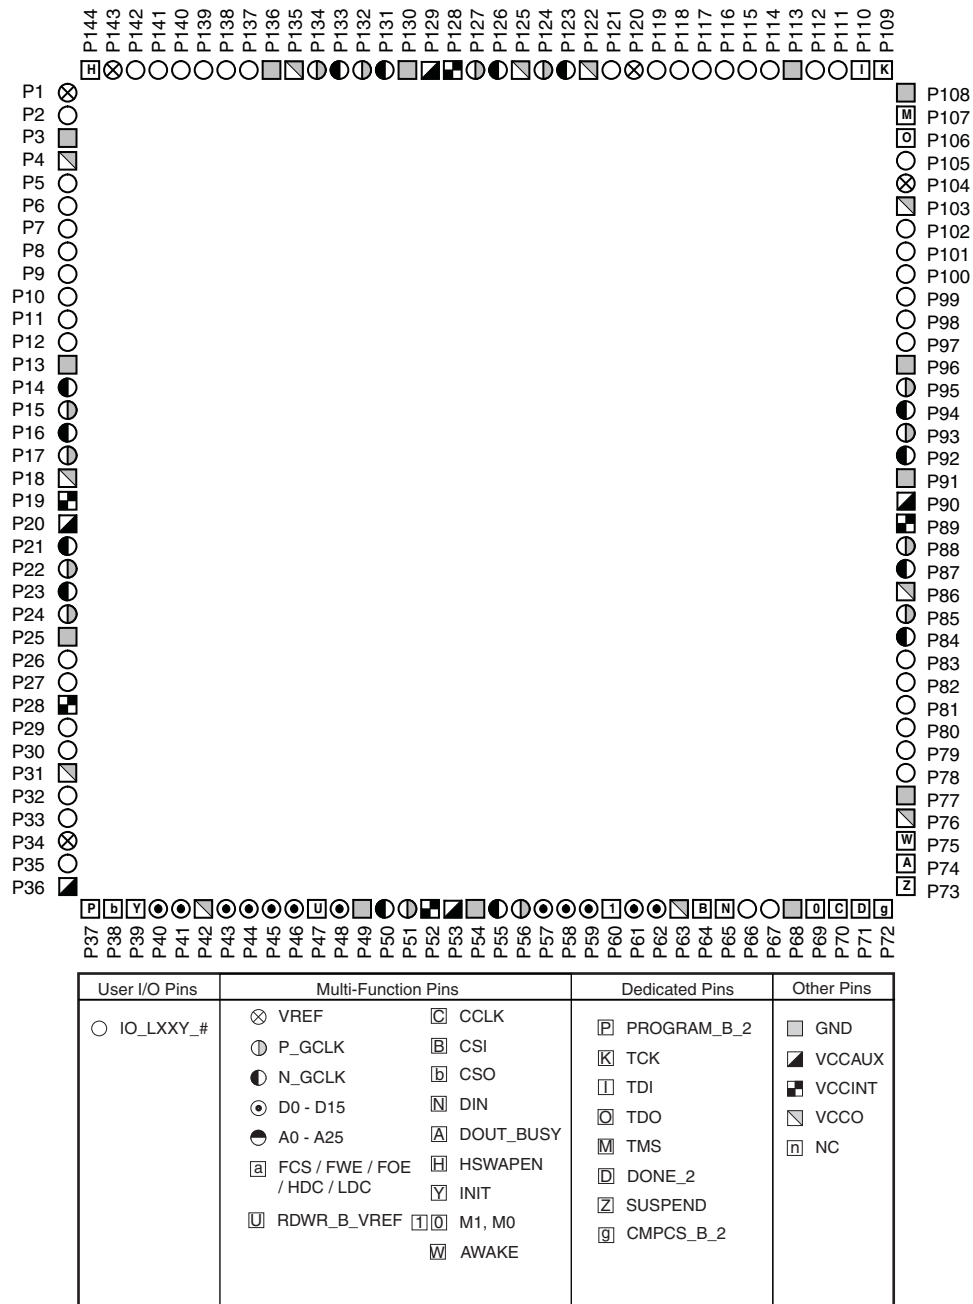 P144 P143 P142 P141 P140 P139 P138 P137 P136 P135 P134 P133 P132 P131 P130 P129 P128 P127 P126 P125 P124 P123 P122 P121 P120 P119 P118 P117 P116 P115 P114 P113 P112 P111 P110 P109
H I K
P1 P108
P2 M P107
P3 O P106
P4 P105
P5 P104
P6 P103
P7 P102
P8 P101
P9 P100
P10 P99
P11 P98
P12 P97
P13 P96
P14 P95
P15 P94
P16 P93
P17 P92
P18 P91
P19 P90
P20 P89
P21 P88
P22 P87
P23 P86
P24 P85
P25 P84
P26 P83
P27 P82
P28 P81
P29 P80
P30 P79
P31 P78
P32 P77
P33 P76
P34 W P75
P35 A P74
P36 Z P73
P b Y U 1 B N 0 C D g
P37 P38 P39 P40 P41 P42 P43 P44 P45 P46 P47 P48 P49 P50 P51 P52 P53 P54 P55 P56 P57 P58 P59 P60 P61 P62 P63 P64 P65 P66 P67 P68 P69 P70 P71 P72
User I/O Pins Multi-Function Pins Dedicated Pins Other Pins
IO_LXXY_#
VREF
P_GCLK
N_GCLK
D0 - D15
A0 - A25
a FCS / FWE / FOE
/ HDC / LDC
U RDWR_B_VREF
C CCLK
B CSI
b CSO
N DIN
A DOUT_BUSY
H HSWAPEN
Y INIT
1 0 M1, M0
W AWAKE
P PROGRAM_B_2
K TCK
I TDI
O TDO
M TMS
D DONE_2
Z SUSPEND
g CMPCS_B_2
GND
VCCAUX
VCCINT
VCCO
n NC